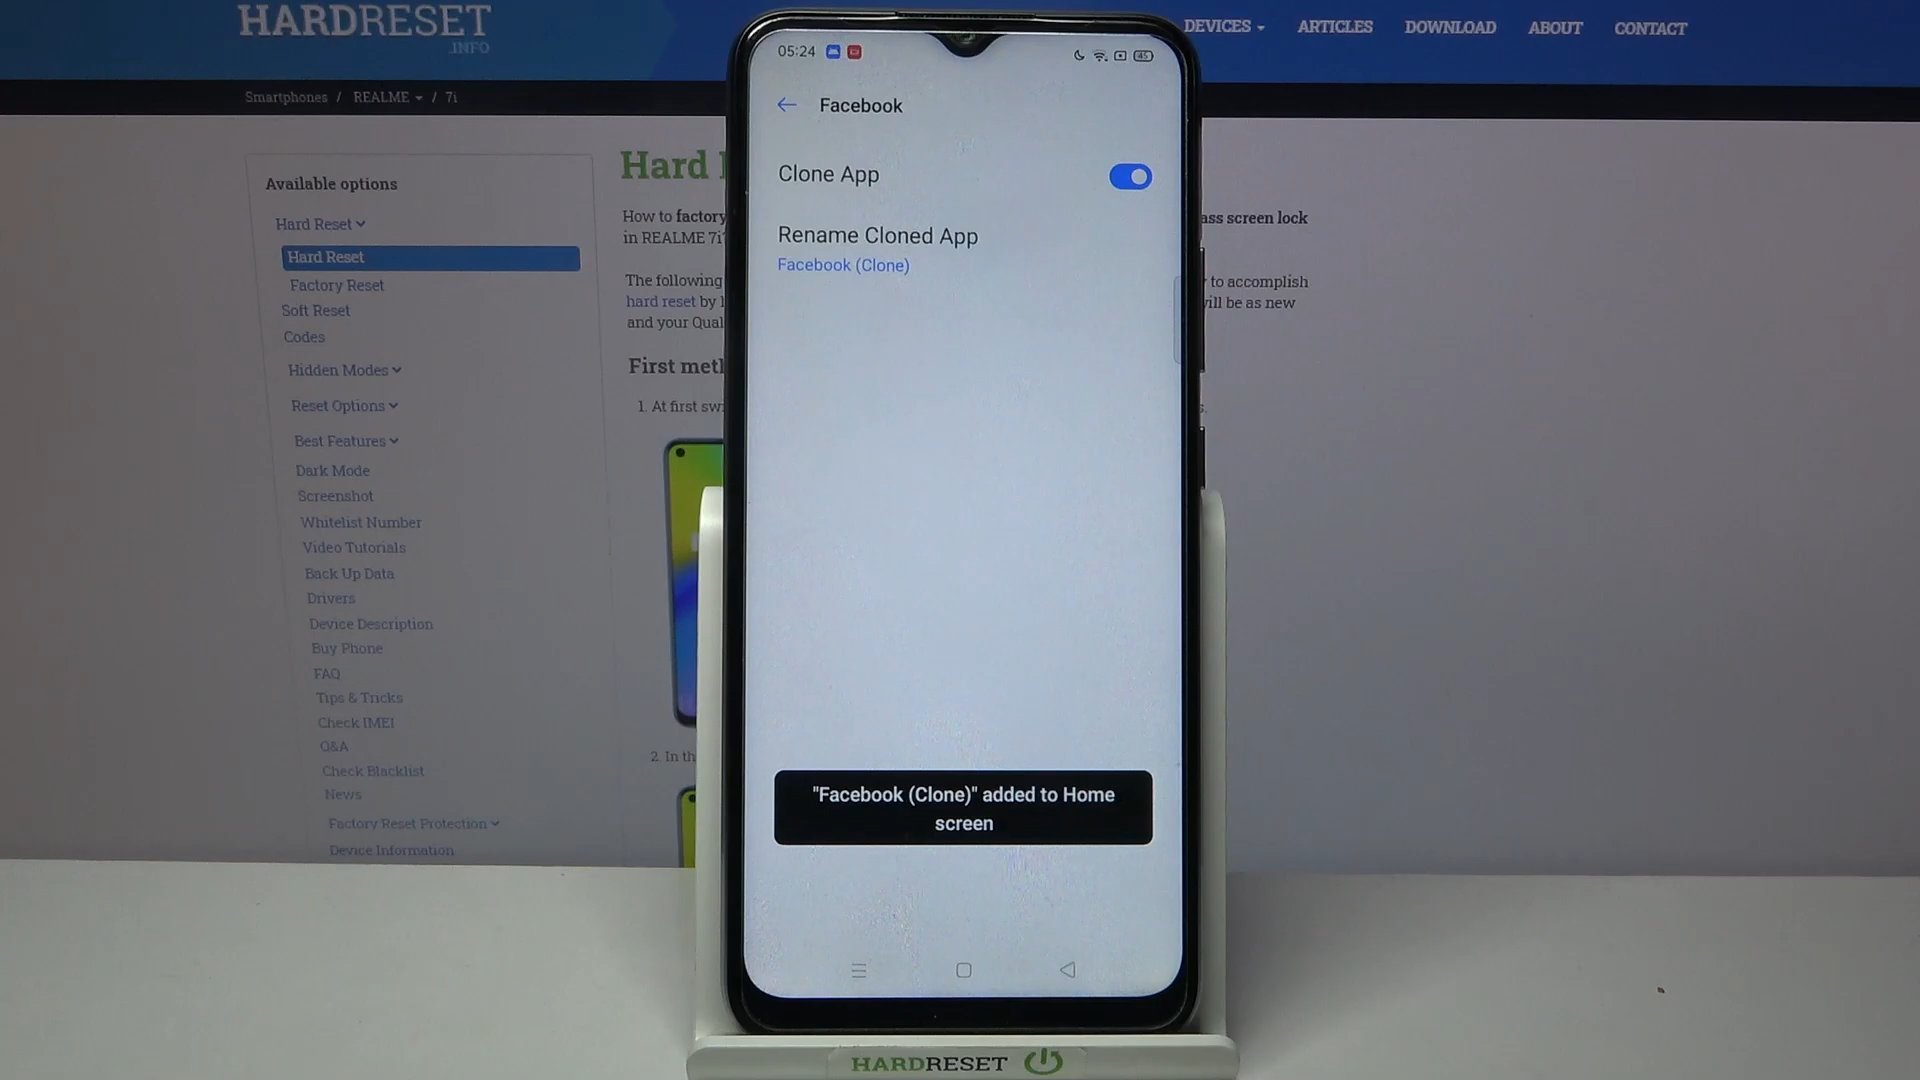 HARDRESET
.INFO
DEVICES
ARTICLES
DOWNLOAD
ABOUT
CONTACT
Smartphones / REALME / 7i
Available options
Hard Reset
Hard Reset
Factory Reset
Soft Reset
Codes
Hidden Modes
Reset Options
Best Features
Dark Mode
Screenshot
Whitelist Number
Video Tutorials
Back Up Data
Drivers
Device Description
Buy Phone
FAQ
Tips & Tricks
Check IMEI
Q&A
Check Blacklist
News
Factory Reset Protection
Device Information
Hard
How to factory
ass screen lock
in REALME 7i
The following
to accomplish
hard reset by
will be as new
and your Qual
First met
1. At first sw
s.
2. In th
05:24
45
Facebook
Clone App
Rename Cloned App
Facebook (Clone)
"Facebook (Clone)" added to Home
screen
HARDRESET